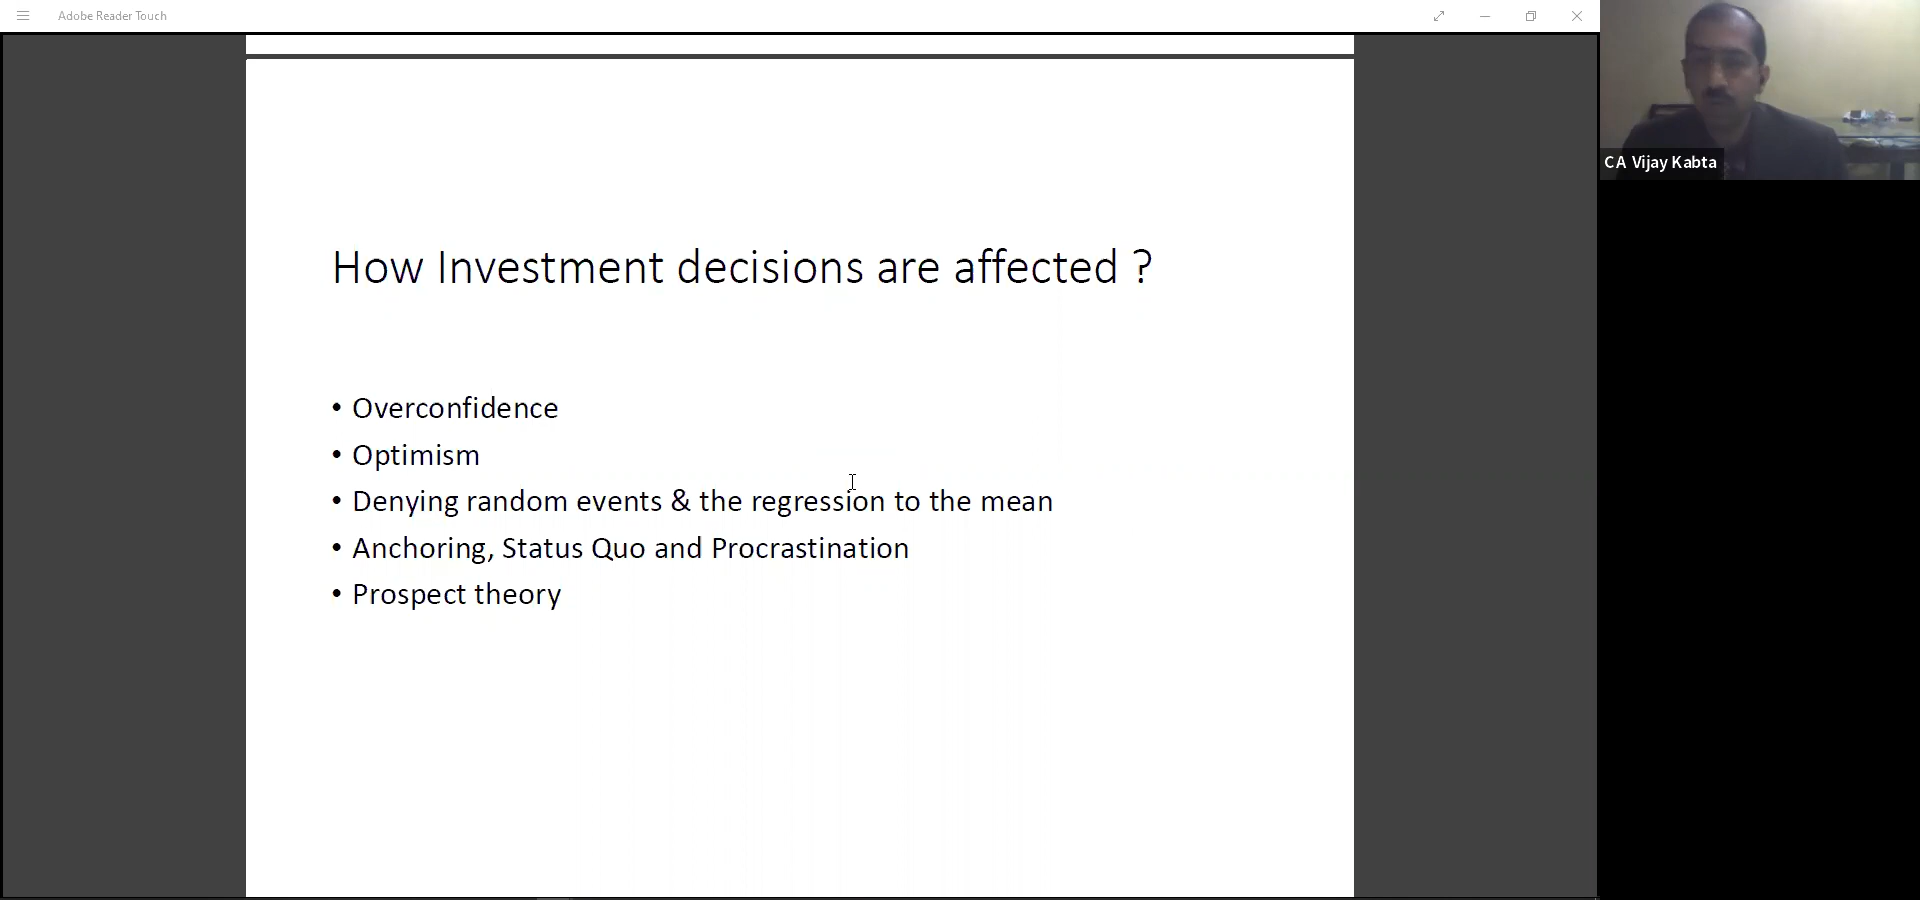 Adobe Reader Touch
CA Vijay Kabta
How Investment decisions are affected ?
• Overconfidence
• Optimism
• Denying random events & the regression to the mean
• Anchoring, Status Quo and Procrastination
• Prospect theory